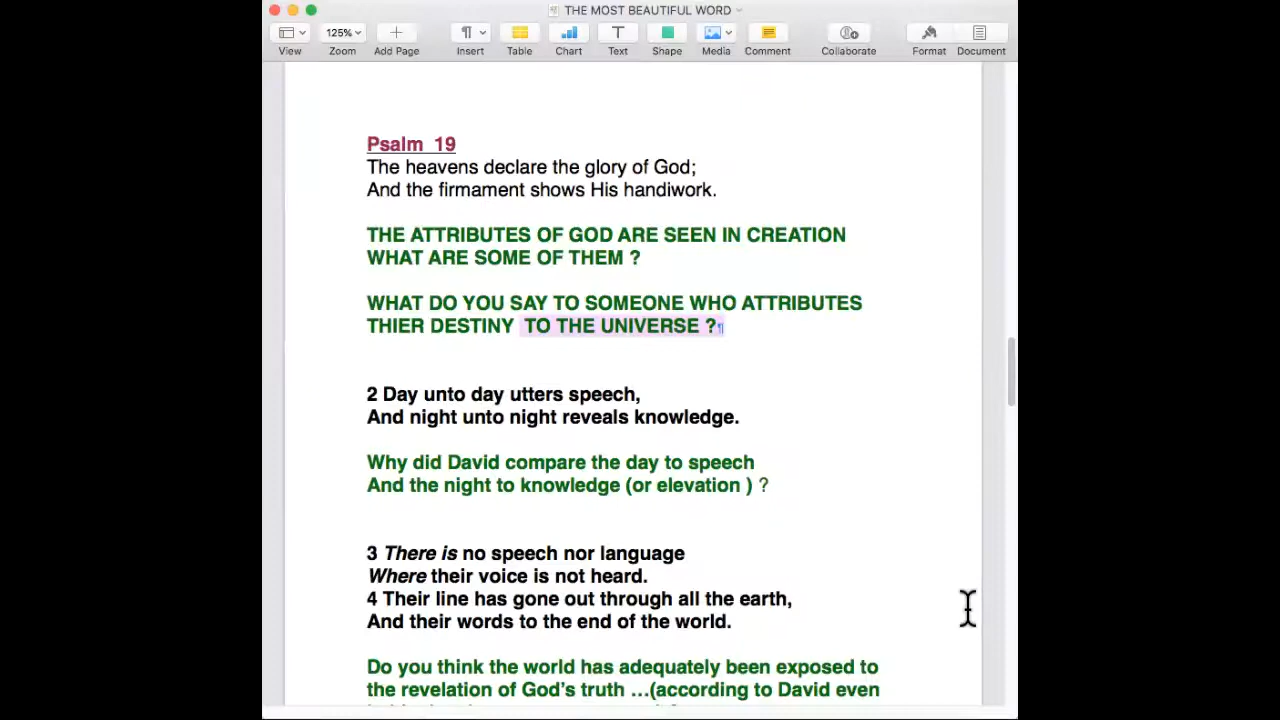 THE MOST BEAUTIFUL WORD
125%
View Zoom Add Page Insert Table Chart Text Shape Media Comment Collaborate Format Document
Psalm 19
The heavens declare the glory of God;
And the firmament shows His handiwork.
THE ATTRIBUTES OF GOD ARE SEEN IN CREATION
WHAT ARE SOME OF THEM ?
WHAT DO YOU SAY TO SOMEONE WHO ATTRIBUTES
THIER DESTINY TO THE UNIVERSE ?¶
2 Day unto day utters speech,
And night unto night reveals knowledge.
Why did David compare the day to speech
And the night to knowledge (or elevation ) ?
3 There is no speech nor language
Where their voice is not heard.
4 Their line has gone out through all the earth,
And their words to the end of the world.
Do you think the world has adequately been exposed to
the revelation of God's truth …(according to David even